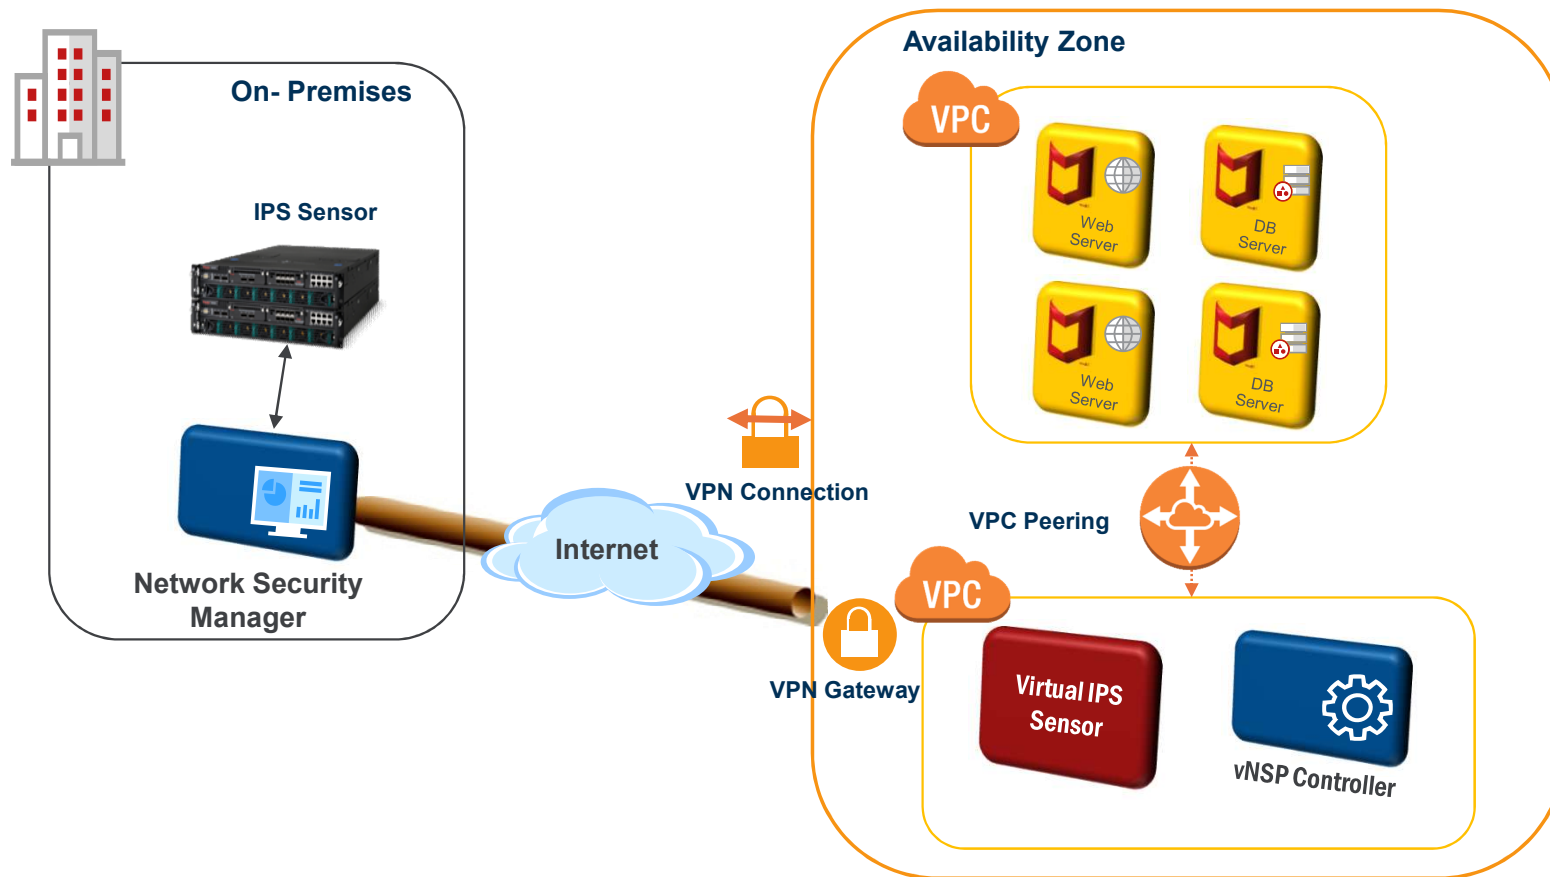 On- Premises
IPS Sensor
Network Security
Manager
Internet
VPN Connection
VPN Gateway
Availability Zone
VPC
Web
Server
DB
Server
Web
Server
DB
Server
VPC Peering
VPC
Virtual IPS
Sensor
vNSP Controller